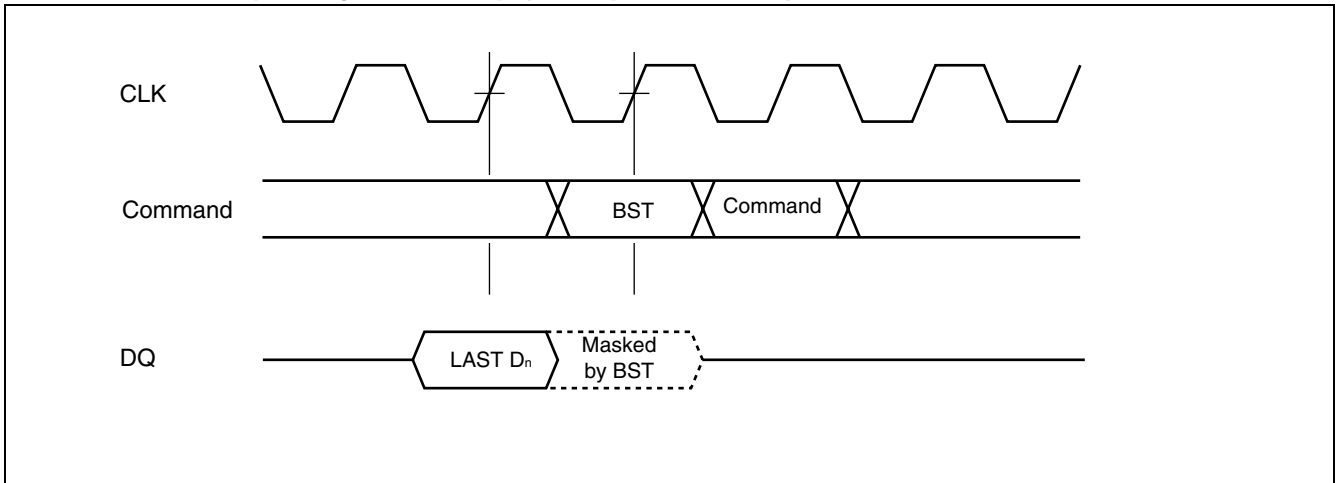 CLK
Command
BST
Command
DQ
LAST Dn
Masked
by BST